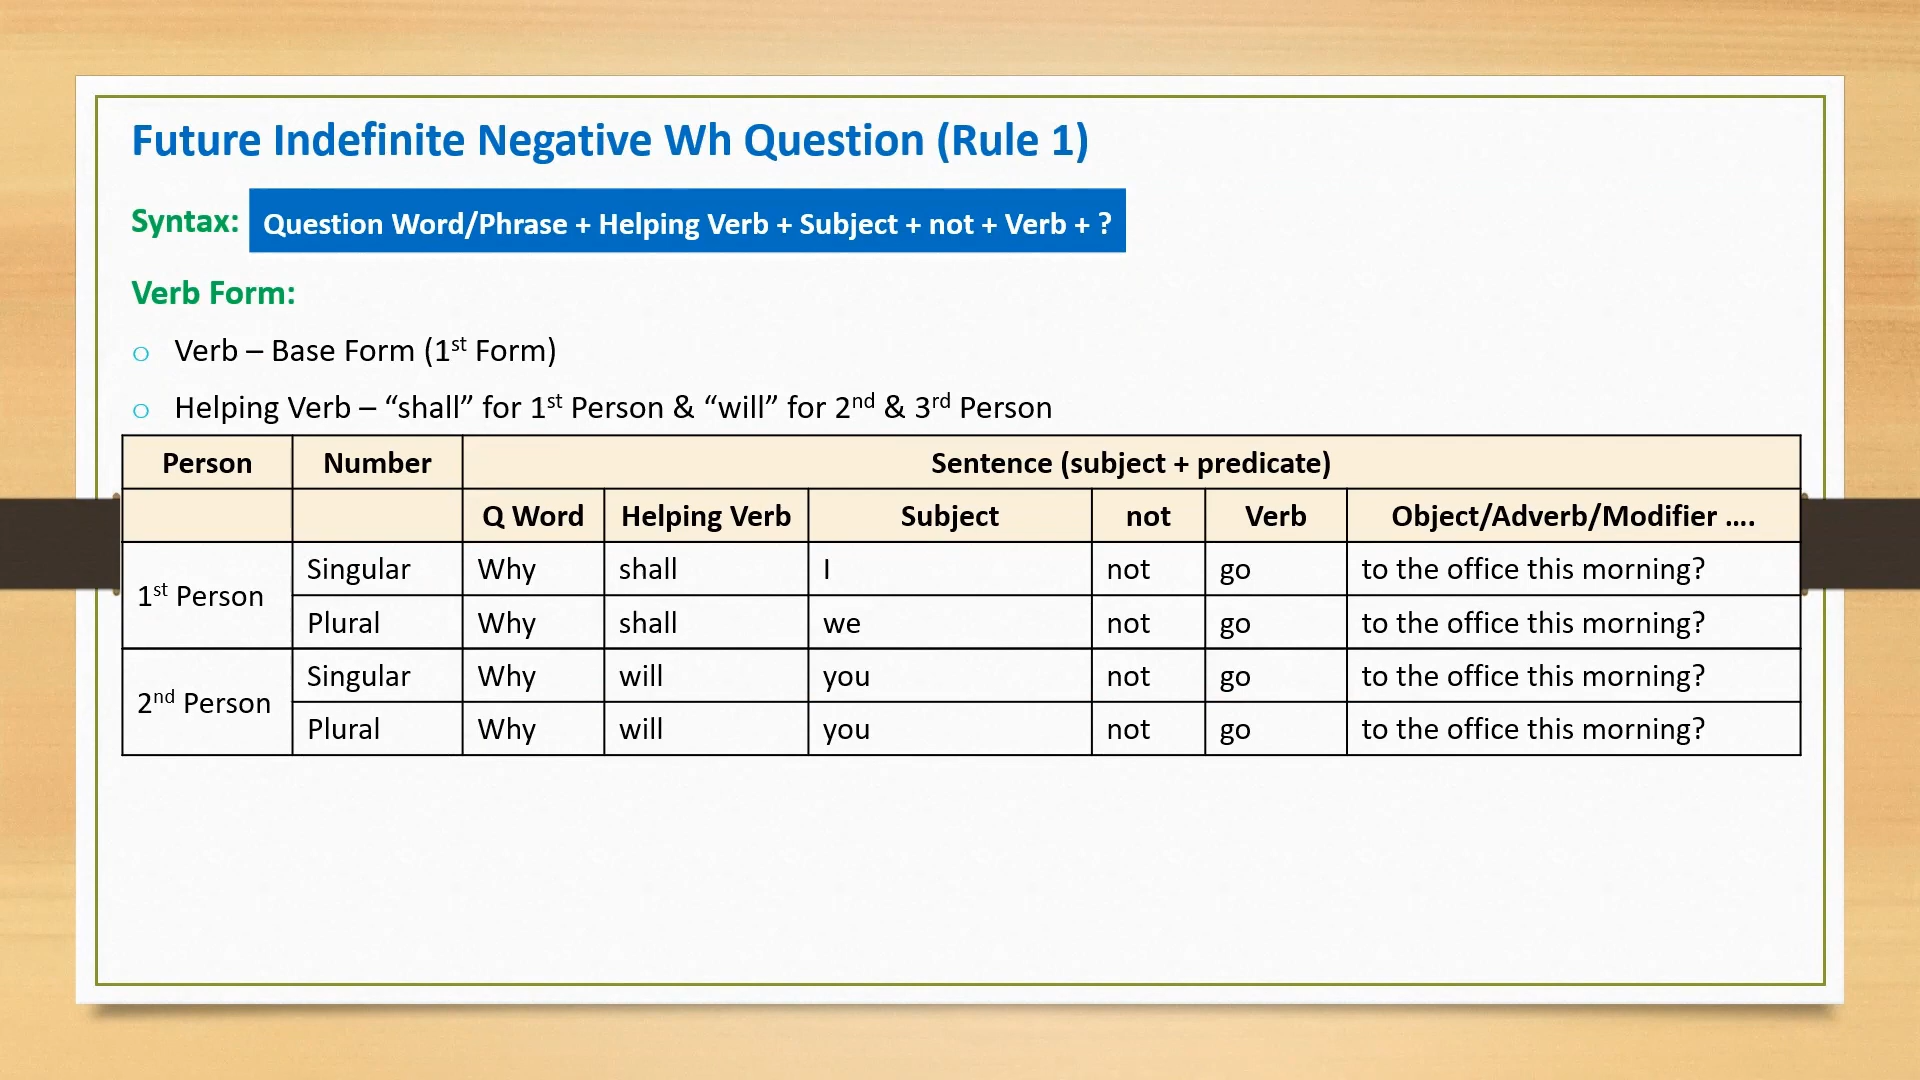 Future Indefinite Negative Wh Question (Rule 1)
Syntax: Question Word/Phrase + Helping Verb + Subject + not + Verb + ?
Verb Form:
o Verb – Base Form (1st Form)
o Helping Verb – “shall” for 1st Person & “will” for 2nd & 3rd Person
Person Number Sentence (subject + predicate)
Q Word Helping Verb Subject not Verb Object/Adverb/Modifier ....
1st Person Singular Why shall I not go to the office this morning?
Plural Why shall we not go to the office this morning?
2nd Person Singular Why will you not go to the office this morning?
Plural Why will you not go to the office this morning?